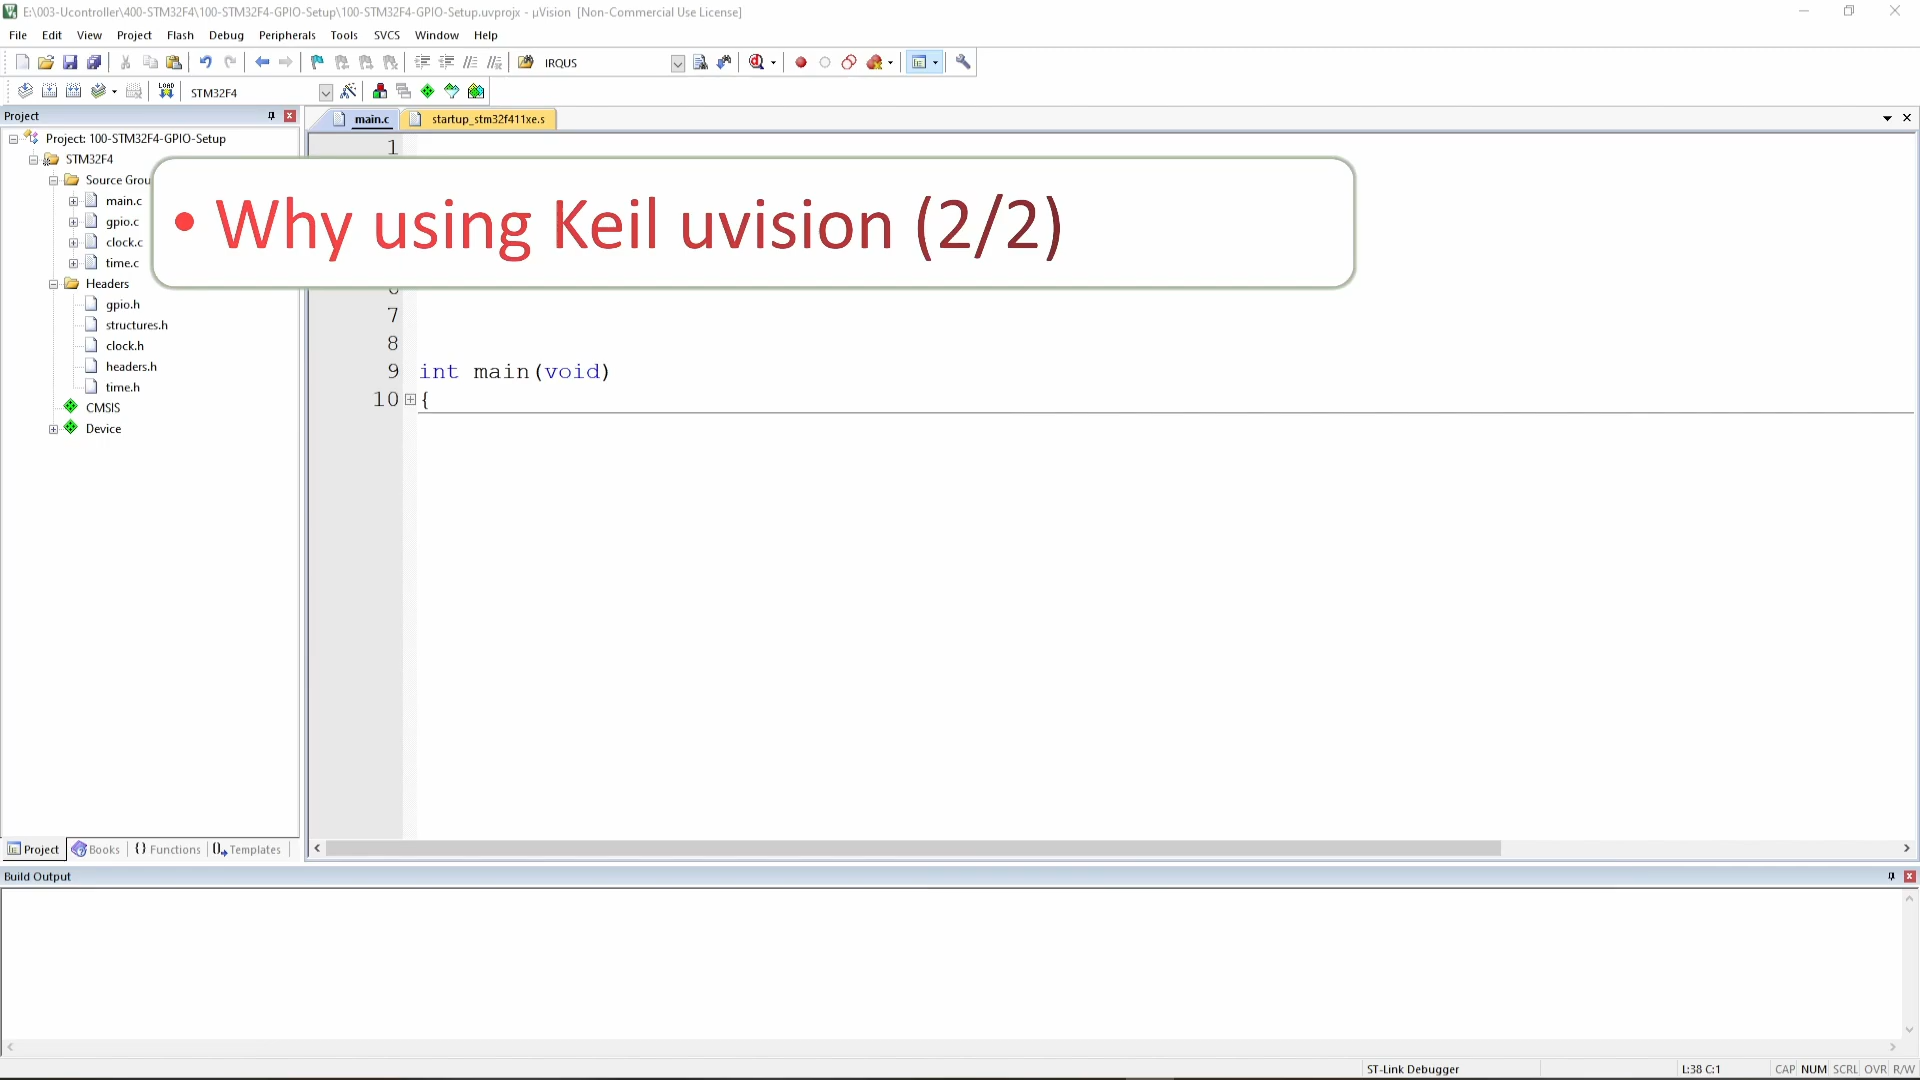 E:\003-Ucontroller\400-STM32F4\100-STM32F4-GPIO-Setup\100-STM32F4-GPIO-Setup.uvprojx - µVision [Non-Commercial Use License]
File Edit View Project Flash Debug Peripherals Tools SVCS Window Help
IRQUS
LOAD STM32F4
Project
main.c startup_stm32f411xe.s
Project: 100-STM32F4-GPIO-Setup
1
STM32F4
Source Grou
main.c
• Why using Keil uvision (2/2)
gpio.c
clock.c
time.c
Headers
gpio.h
7
structures.h
clock.h
8
headers.h
9 int main(void)
time.h
10 {
CMSIS
Device
Project Books {} Functions Templates
Build Output
ST-Link Debugger L:38 C:1 CAP NUM SCRL OVR R/W